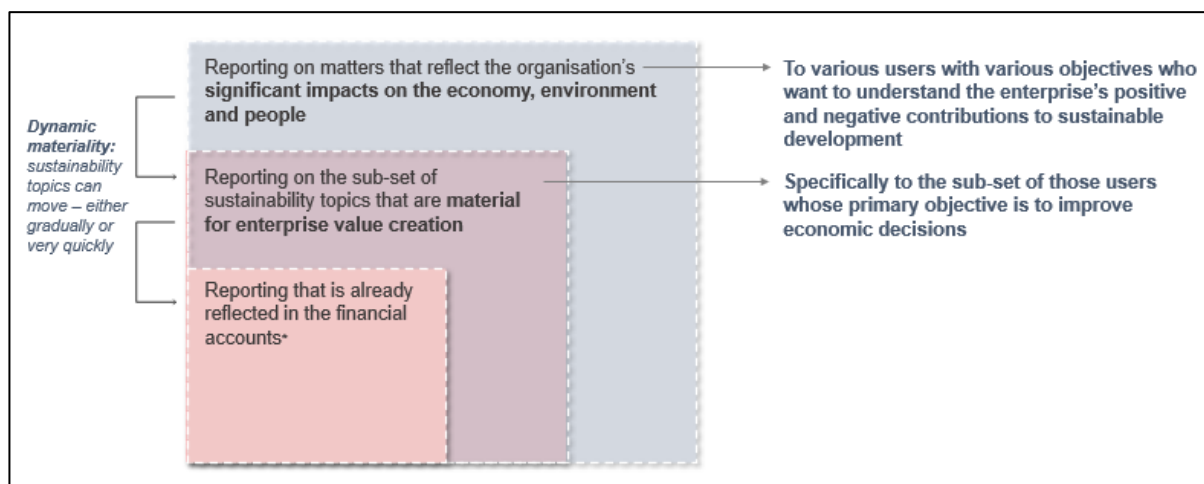 Reporting on matters that reflect the organisation's
significant impacts on the economy, environment
and people
To various users with various objectives who
want to understand the enterprise's positive
and negative contributions to sustainable
development
Dynamic
materiality:
sustainability
topics can
move – either
gradually or
very quickly
Reporting on the sub-set of
sustainability topics that are material
for enterprise value creation
Specifically to the sub-set of those users
whose primary objective is to improve
economic decisions
Reporting that is already
reflected in the financial
accounts*